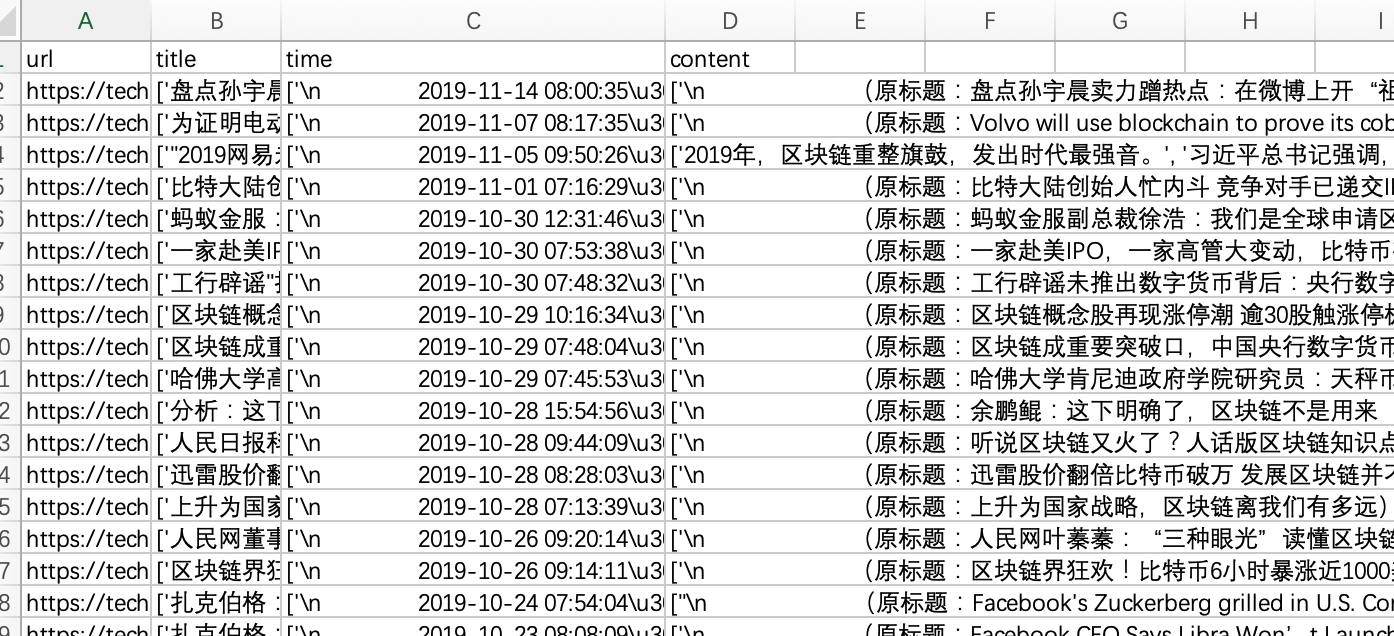 A B C D E F G H I
url title time content
2 https://tech ['盘点孙宇晨 ['\n 2019-11-14 08:00:35\u30 ['\n （原标题：盘点孙宇晨卖力蹭热点：在微博上开 “祖
3 https://tech ['为证明电动 ['\n 2019-11-07 08:17:35\u30 ['\n （原标题：Volvo will use blockchain to prove its cob
4 https://tech ['"2019网易 ['\n 2019-11-05 09:50:26\u30 ['2019年，区块链重整旗鼓，发出时代最强音。', '习近平总书记强调，
5 https://tech ['比特大陆创 ['\n 2019-11-01 07:16:29\u30 ['\n （原标题：比特大陆创始人忙内斗 竞争对手已递交I
6 https://tech ['蚂蚁金服： ['\n 2019-10-30 12:31:46\u30 ['\n （原标题：蚂蚁金服副总裁徐浩：我们是全球申请区
7 https://tech ['一家赴美IP ['\n 2019-10-30 07:53:38\u30 ['\n （原标题：一家赴美IPO，一家高管大变动，比特币
8 https://tech ['工行辟谣" ['\n 2019-10-30 07:48:32\u30 ['\n （原标题：工行辟谣未推出数字货币背后：央行数字
9 https://tech ['区块链概念 ['\n 2019-10-29 10:16:34\u30 ['\n （原标题：区块链概念股再现涨停潮 逾30股触涨停板
0 https://tech ['区块链成重 ['\n 2019-10-29 07:48:04\u30 ['\n （原标题：区块链成重要突破口，中国央行数字货币
1 https://tech ['哈佛大学高 ['\n 2019-10-29 07:45:53\u30 ['\n （原标题：哈佛大学肯尼迪政府学院研究员：天秤币
2 https://tech ['分析：这下 ['\n 2019-10-28 15:54:56\u30 ['\n （原标题：余鹏鲲：这下明确了，区块链不是用来
3 https://tech ['人民日报科 ['\n 2019-10-28 09:44:09\u30 ['\n （原标题：听说区块链又火了？人话版区块链知识点
4 https://tech ['迅雷股价翻 ['\n 2019-10-28 08:28:03\u30 ['\n （原标题：迅雷股价翻倍比特币破万 发展区块链并不
5 https://tech ['上升为国家 ['\n 2019-10-28 07:13:39\u30 ['\n （原标题：上升为国家战略，区块链离我们有多远）
6 https://tech ['人民网董事 ['\n 2019-10-26 09:20:14\u30 ['\n （原标题：人民网叶蓁蓁： “三种眼光” 读懂区块链
7 https://tech ['区块链界狂 ['\n 2019-10-26 09:14:11\u30 ['\n （原标题：区块链界狂欢！比特币6小时暴涨近1000
8 https://tech ['扎克伯格： ['\n 2019-10-24 07:54:04\u30 ["\n （原标题：Facebook's Zuckerberg grilled in U.S. Con
https://tech ['扎克伯格： ['\n 2019-10-23 08:08:09\u30 ['\n （原标题：Facebook CEO Says Libra Won’t Launch